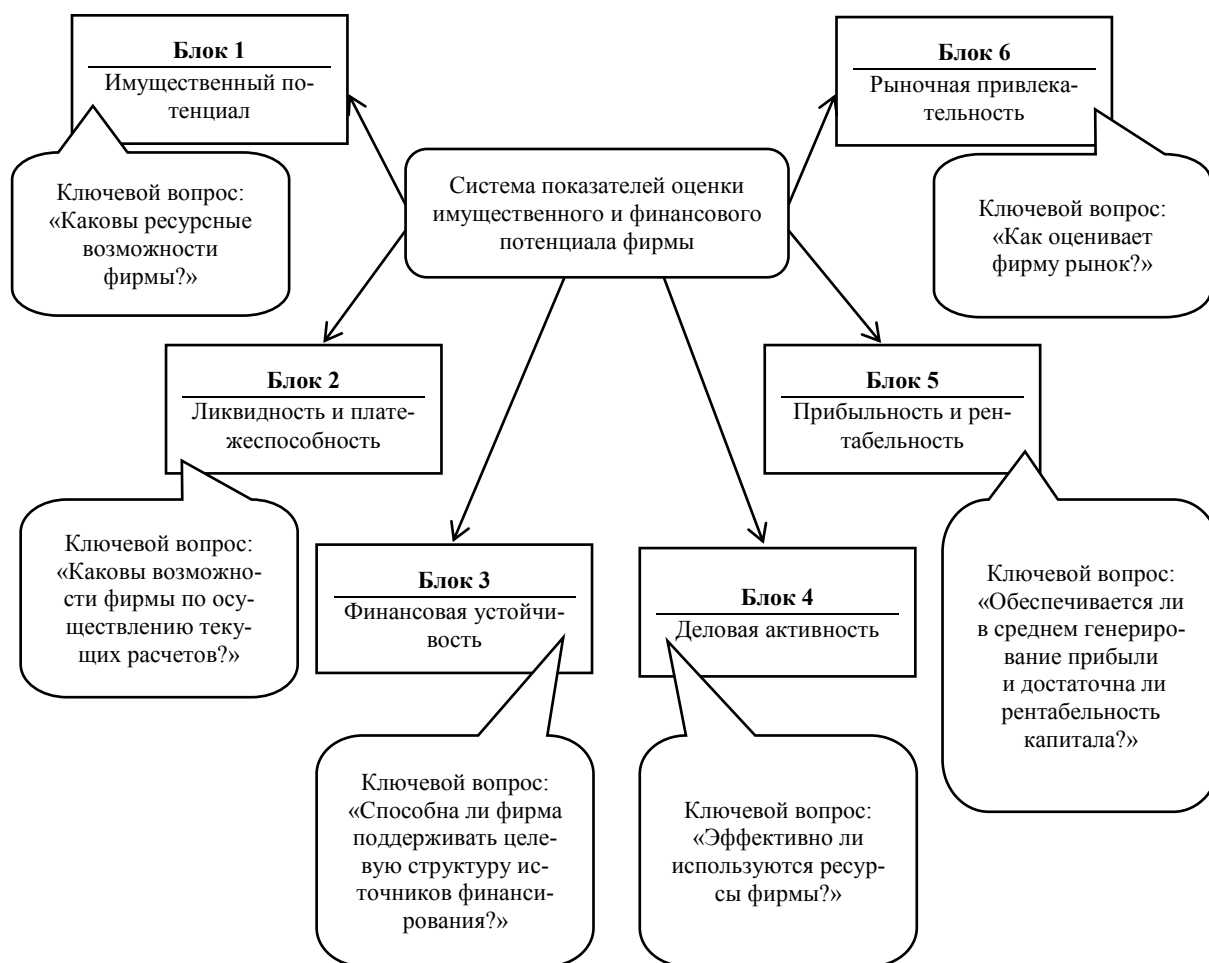 Блок 1
Имущественный по-
тенциал
Ключевой вопрос:
«Каковы ресурсные
возможности
фирмы?»
Система показателей оценки
имущественного и финансового
потенциала фирмы
Блок 6
Рыночная привлека-
тельность
Ключевой вопрос:
«Как оценивает
фирму рынок?»
Блок 2
Ликвидность и плате-
жеспособность
Ключевой вопрос:
«Каковы возможно-
сти фирмы по осу-
ществлению теку-
щих расчетов?»
Блок 5
Прибыльность и рен-
табельность
Ключевой вопрос:
«Обеспечивается ли
в среднем генериро-
вание прибыли
и достаточна ли
рентабельность
капитала?»
Блок 3
Финансовая устойчи-
вость
Ключевой вопрос:
«Способна ли фирма
поддерживать целе-
вую структуру ис-
точников финанси-
рования?»
Блок 4
Деловая активность
Ключевой вопрос:
«Эффективно ли
используются ресур-
сы фирмы?»